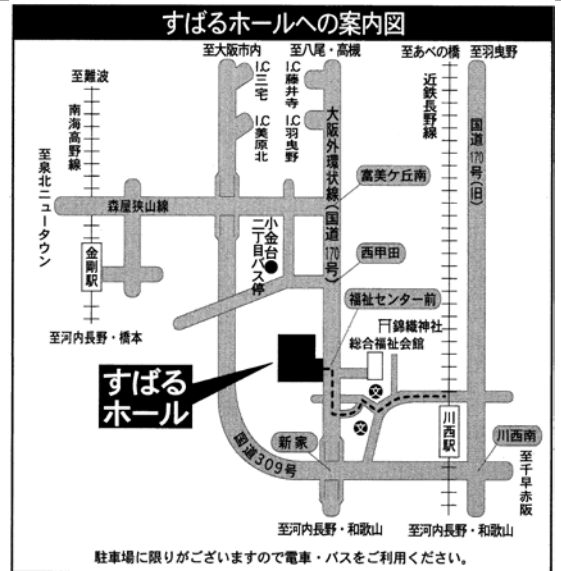 すばるホールへの案内図
至大阪市内
至八尾・高槻
至あべの橋
至羽曳野
至難波
I.C三宅
I.C藤井寺
近鉄長野線
南海高野線
I.C美原北
I.C羽曳野
大阪外環状線(国道170号)
国道170号(旧)
至泉北ニュータウン
富美ケ丘南
森屋狭山線
小金台二丁目バス停
西甲田
金剛駅
福祉センター前
錦織神社
総合福祉会館
至河内長野・橋本
すばる
ホール
文
文
川西駅
新家
川西南
国道309号
至千早赤阪
至河内長野・和歌山
至河内長野・和歌山
駐車場に限りがございますので電車・バスをご利用ください。